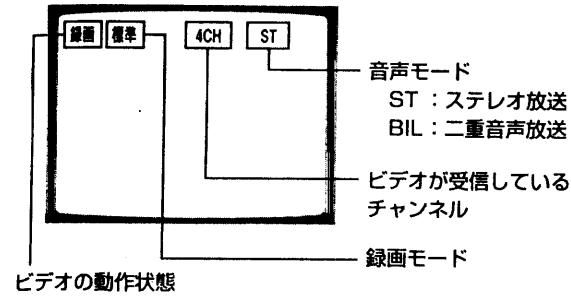 録画 標準 4CH ST
音声モード
ST ：ステレオ放送
BIL：二重音声放送
ビデオが受信している
チャンネル
録画モード
ビデオの動作状態